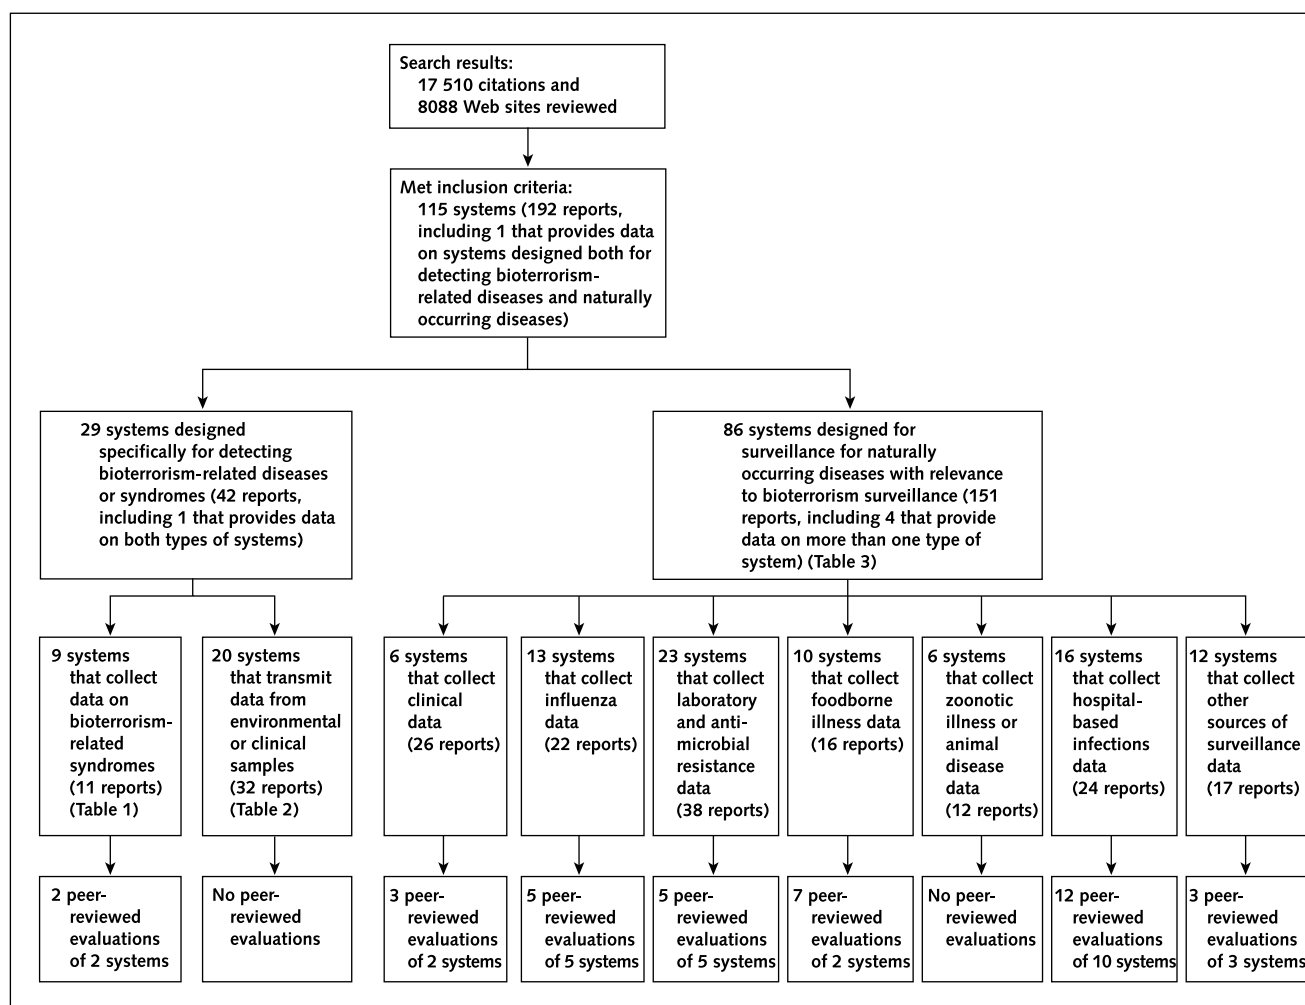 Search results:
17 510 citations and
8088 Web sites reviewed
Met inclusion criteria:
115 systems (192 reports,
including 1 that provides data
on systems designed both for
detecting bioterrorism-
related diseases and naturally
occurring diseases)
29 systems designed
specifically for detecting
bioterrorism-related diseases
or syndromes (42 reports,
including 1 that provides data
on both types of systems)
86 systems designed for
surveillance for naturally
occurring diseases with relevance
to bioterrorism surveillance (151
reports, including 4 that provide
data on more than one type of
system) (Table 3)
9 systems
that collect
data on
bioterrorism-
related
syndromes
(11 reports)
(Table 1)
20 systems
that transmit
data from
environmental
or clinical
samples
(32 reports)
(Table 2)
6 systems
that collect
clinical
data
(26 reports)
13 systems
that collect
influenza
data
(22 reports)
23 systems
that collect
laboratory
and anti-
microbial
resistance
data
(38 reports)
10 systems
that collect
foodborne
illness data
(16 reports)
6 systems
that collect
zoonotic
illness or
animal
disease
data
(12 reports)
16 systems
that collect
hospital-
based
infections
data
(24 reports)
12 systems
that collect
other
sources of
surveillance
data
(17 reports)
2 peer-
reviewed
evaluations
of 2 systems
No peer-
reviewed
evaluations
3 peer-
reviewed
evaluations
of 2 systems
5 peer-
reviewed
evaluations
of 5 systems
5 peer-
reviewed
evaluations
of 5 systems
7 peer-
reviewed
evaluations
of 2 systems
No peer-
reviewed
evaluations
12 peer-
reviewed
evaluations
of 10 systems
3 peer-
reviewed
evaluations
of 3 systems